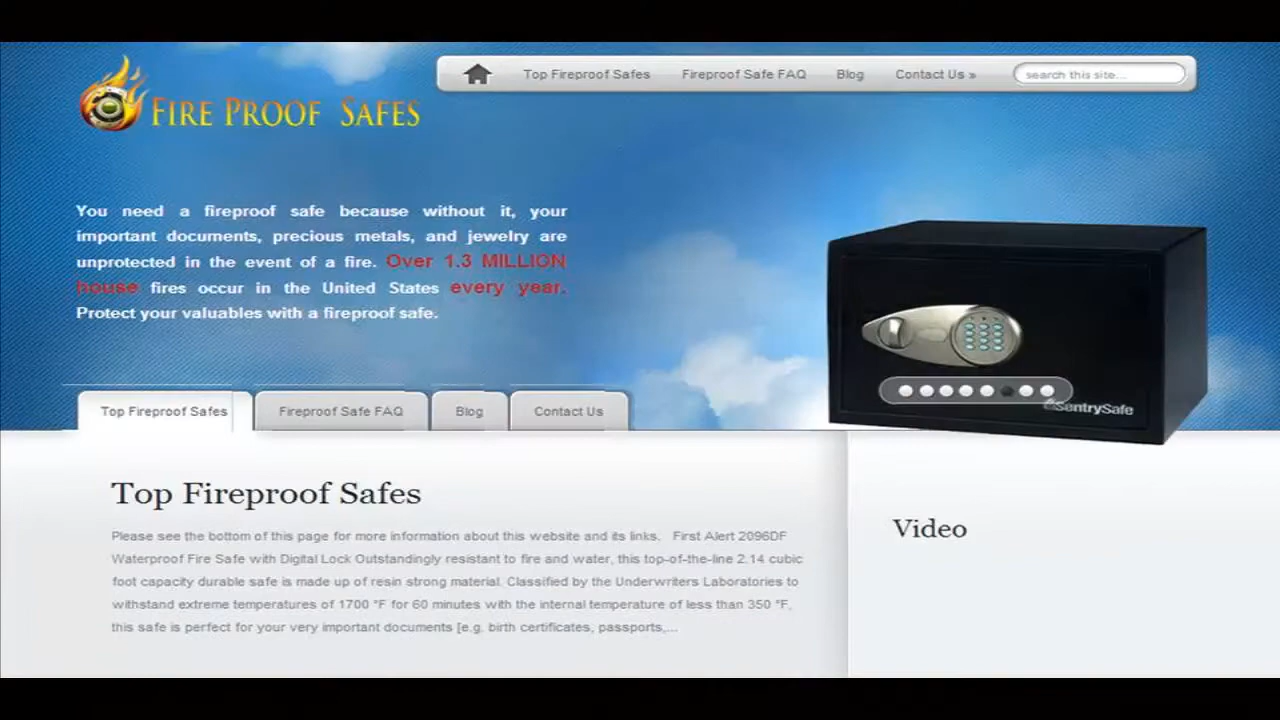 Top Fireproof Safes
Fireproof Safe FAQ
Blog
Contact Us »
search this site...
FIRE PROOF SAFES
You need a fireproof safe because without it, your
important documents, precious metals, and jewelry are
unprotected in the event of a fire. Over 1.3 MILLION
house fires occur in the United States every year.
Protect your valuables with a fireproof safe.
SentrySafe
Top Fireproof Safes
Fireproof Safe FAQ
Blog
Contact Us
Top Fireproof Safes
Please see the bottom of this page for more information about this website and its links. First Alert 2096DF
Waterproof Fire Safe with Digital Lock Outstandingly resistant to fire and water, this top-of-the-line 2.14 cubic
foot capacity durable safe is made up of resin strong material. Classified by the Underwriters Laboratories to
withstand extreme temperatures of 1700 °F for 60 minutes with the internal temperature of less than 350 °F,
this safe is perfect for your very important documents [e.g. birth certificates, passports,...
Video